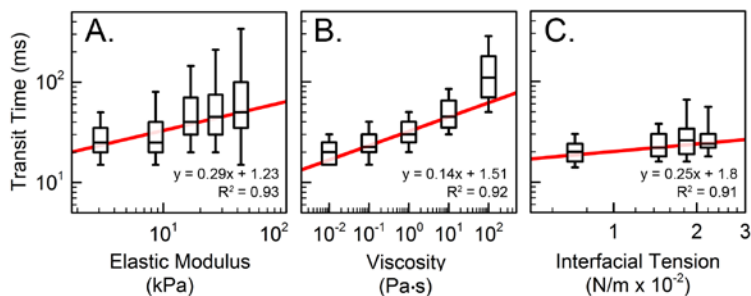 A.
B.
C.
Transit Time (ms)
10²
10¹
y = 0.29x + 1.23
R² = 0.93
y = 0.14x + 1.51
R² = 0.92
y = 0.25x + 1.8
R² = 0.91
10¹ 10²
10⁻² 10⁻¹ 10⁰ 10¹ 10²
1 2 3
Elastic Modulus
(kPa)
Viscosity
(Pa·s)
Interfacial Tension
(N/m x 10⁻²)